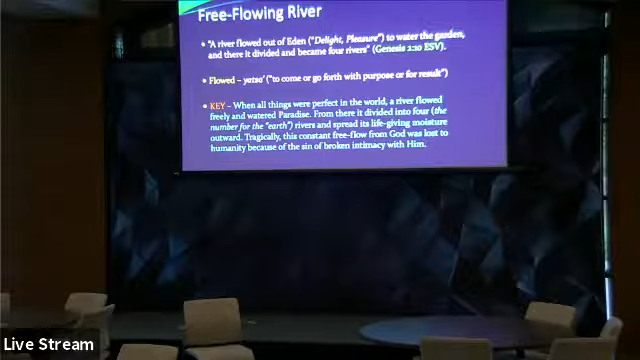 Free-Flowing River
• "A river flowed out of Eden ("Delight, Pleasure") to water the garden,
and there it divided and became four rivers" (Genesis 2:10 ESV).
• Flowed – yatso' ("to come or go forth with purpose or for result")
• KEY – When all things were perfect in the world, a river flowed
freely and watered Paradise. From there it divided into four (the
number for the "earth") rivers and spread its life-giving moisture
outward. Tragically, this constant free-flow from God was lost to
humanity because of the sin of broken intimacy with Him.
Live Stream